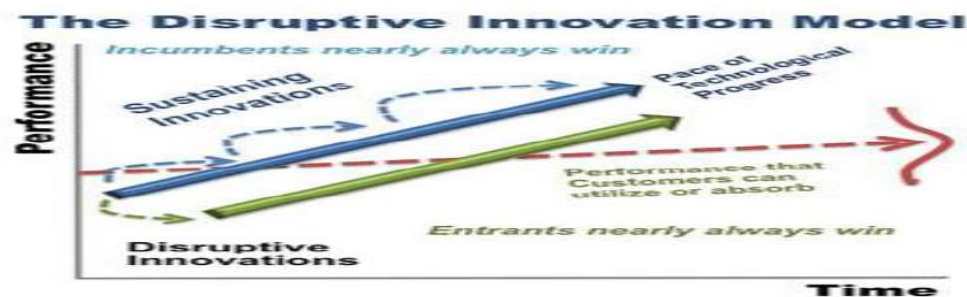 The Disruptive Innovation Model
Incumbents nearly always win
Performance
Sustaining
Innovations
Pace of
Technological
Progress
Performance that
Customers can
utilize or absorb
Entrants nearly always win
Disruptive
Innovations
Time